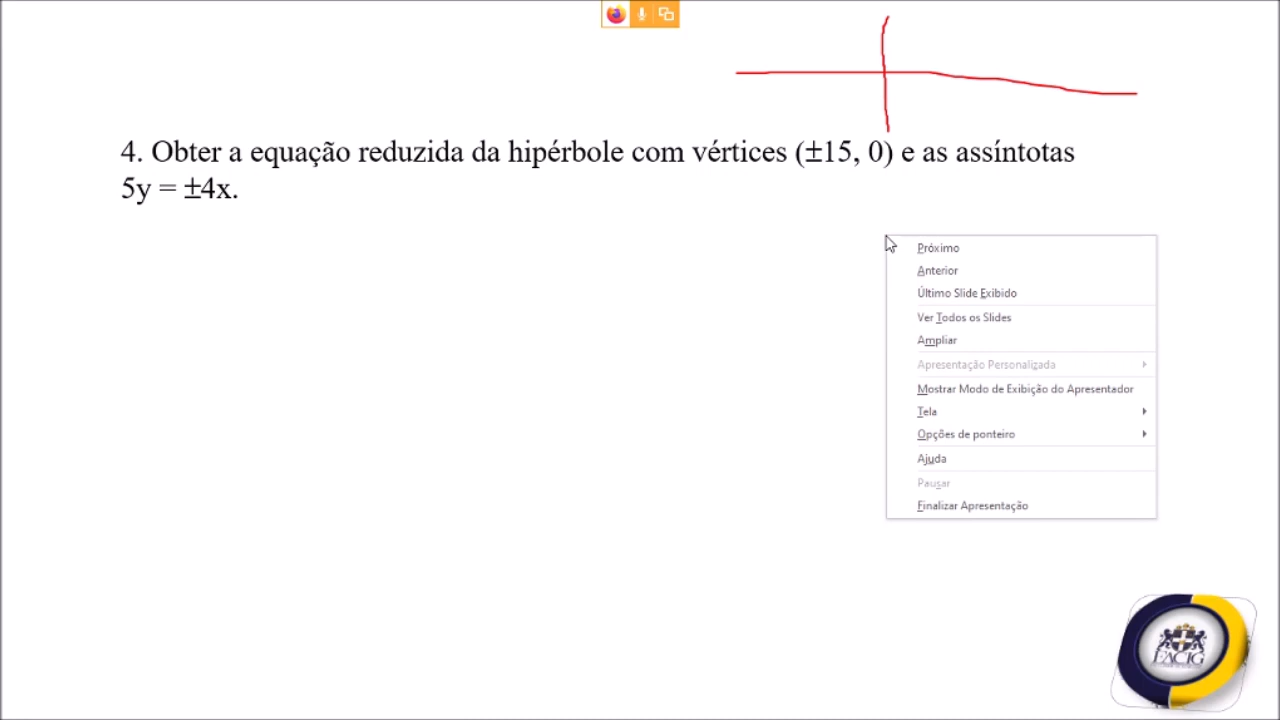 4. Obter a equação reduzida da hipérbole com vértices (±15, 0) e as assíntotas
5y = ±4x.
Próximo
Anterior
Último Slide Exibido
Ver Todos os Slides
Ampliar
Apresentação Personalizada
Mostrar Modo de Exibição do Apresentador
Tela
Opções de ponteiro
Ajuda
Pausar
Finalizar Apresentação
FACIG